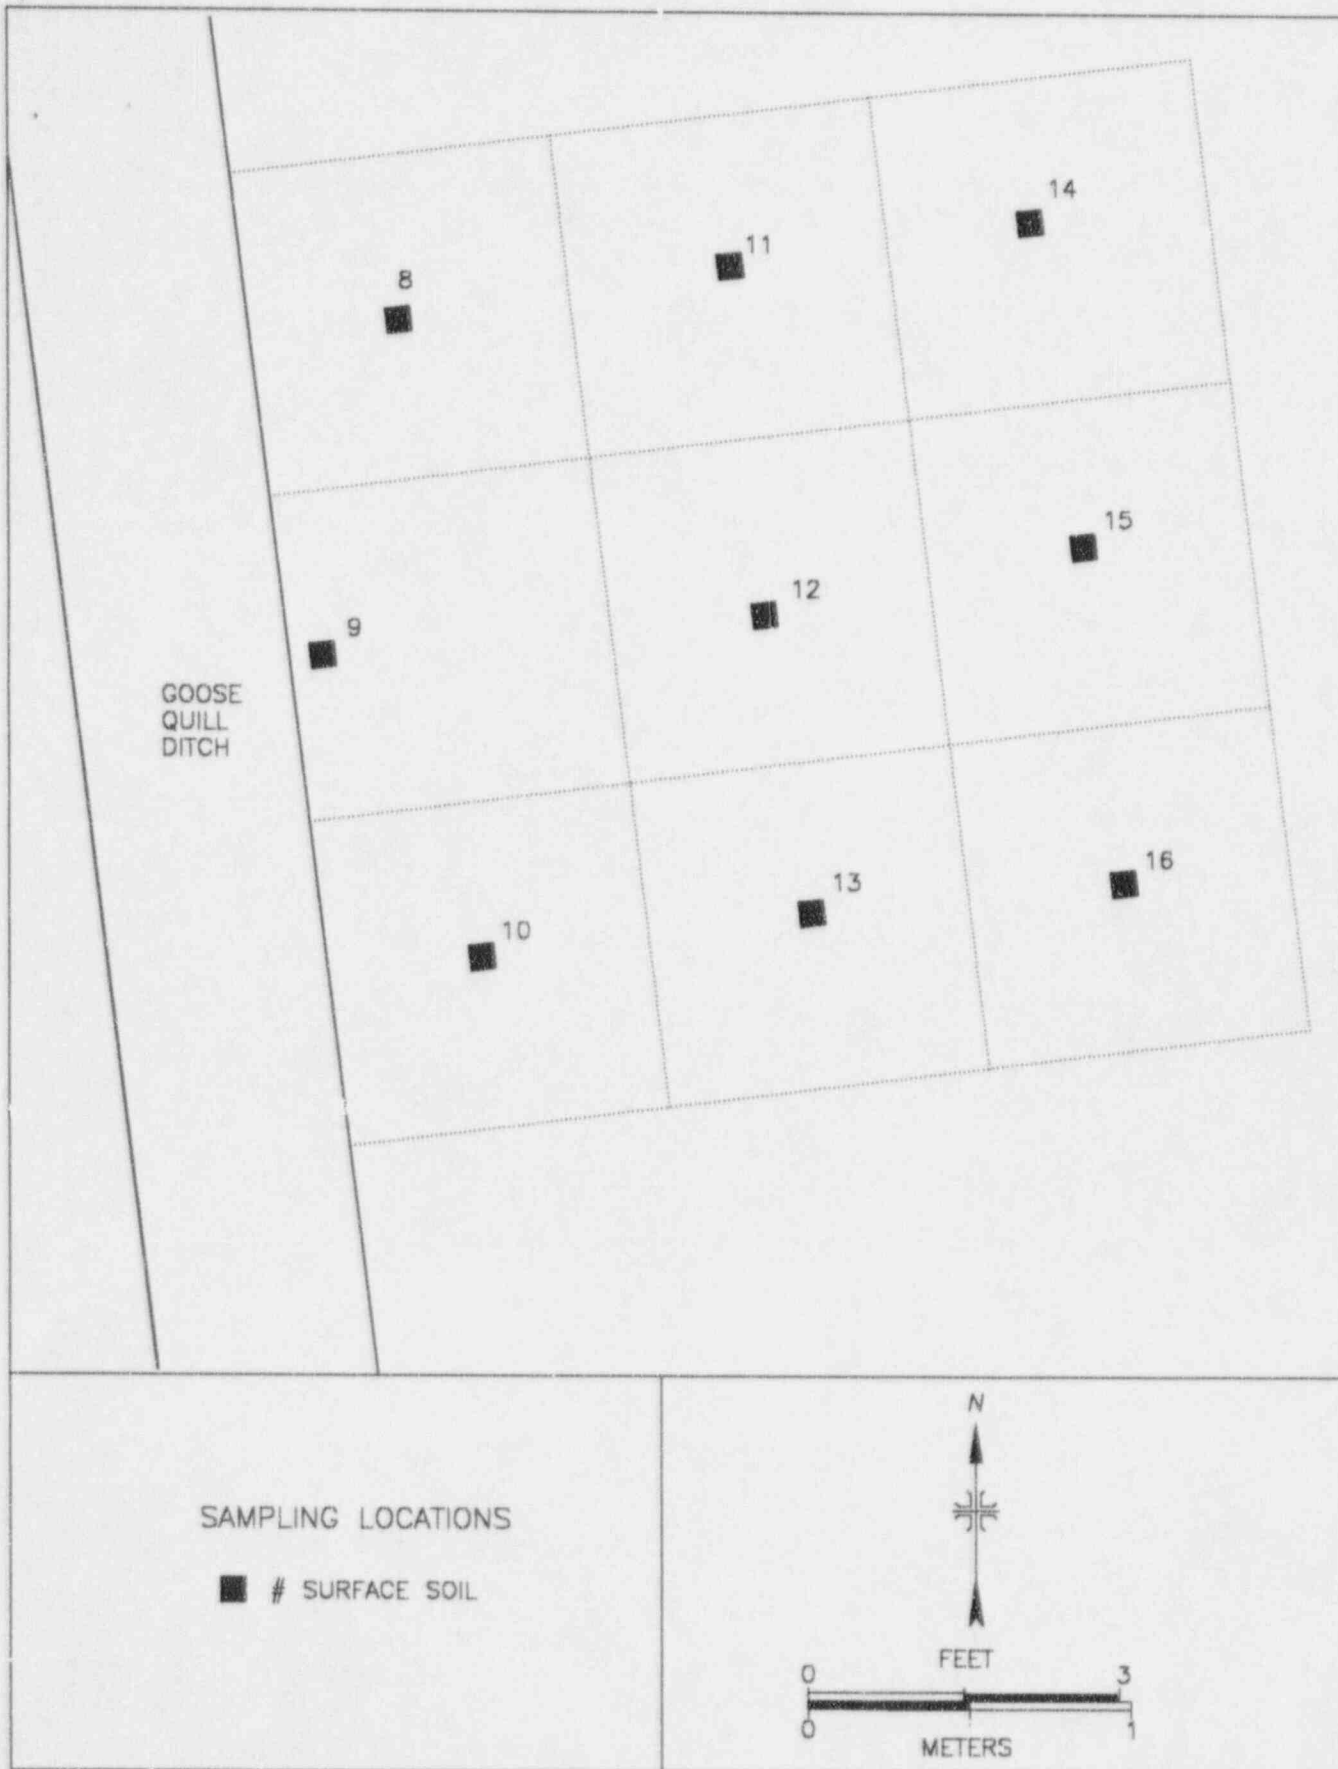 14
11
8
15
12
9
GOOSE
QUILL
DITCH
16
13
10
SAMPLING LOCATIONS
# SURFACE SOIL
N
FEET
0 3
0 1
METERS